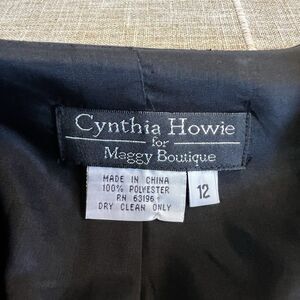 Cynthia Howie
for
Maggy Boutique
MADE IN CHINA
100% POLYESTER
RN 63196
DRY CLEAN ONLY
12